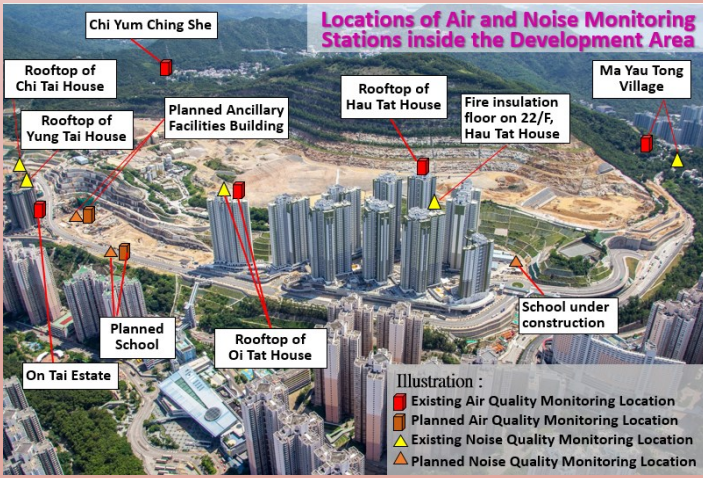 Locations of Air and Noise Monitoring
Stations inside the Development Area
Chi Yum Ching She
Rooftop of
Chi Tai House
Rooftop of
Yung Tai House
Planned Ancillary
Facilities Building
Rooftop of
Hau Tat House
Fire insulation
floor on 22/F,
Hau Tat House
Ma Yau Tong
Village
On Tai Estate
Planned
School
Rooftop of
Oi Tat House
School under
construction
Illustration :
Existing Air Quality Monitoring Location
Planned Air Quality Monitoring Location
Existing Noise Quality Monitoring Location
Planned Noise Quality Monitoring Location